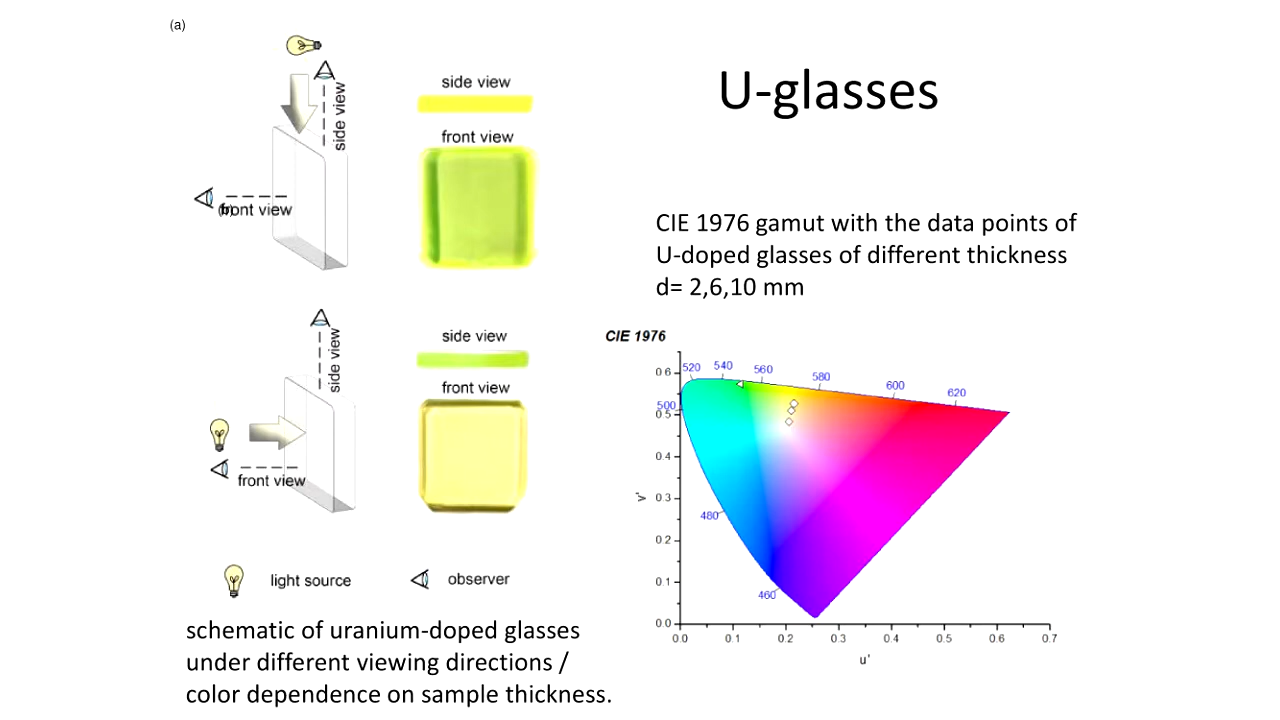 (a)
U-glasses
side view
side view
front view
front view
CIE 1976 gamut with the data points of
U-doped glasses of different thickness
d= 2,6,10 mm
side view
side view
front view
front view
light source
observer
schematic of uranium-doped glasses
under different viewing directions /
color dependence on sample thickness.
CIE 1976
520
540
560
580
600
620
500
480
460
v'
0.6
0.5
0.4
0.3
0.2
0.1
0.0
0.0 0.1 0.2 0.3 0.4 0.5 0.6 0.7
u'